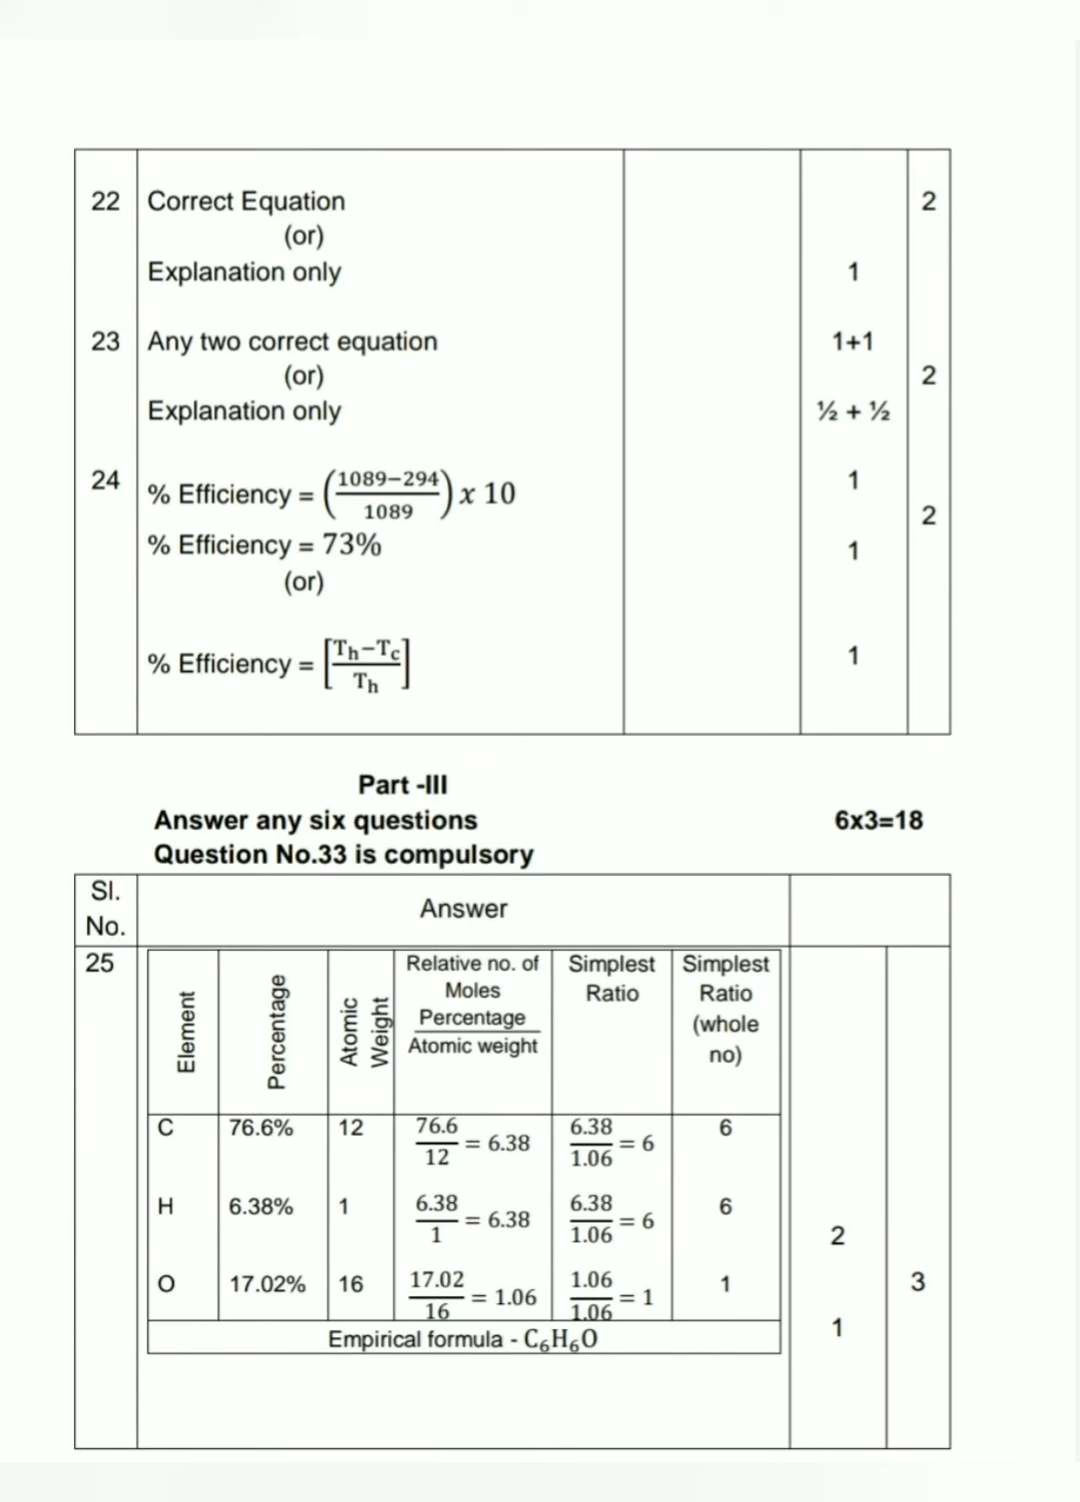 22 Correct Equation 2
(or)
Explanation only 1
23 Any two correct equation 1+1
(or) 2
Explanation only ½ + ½
24 % Efficiency = (1089−294/1089) x 10 1
2
% Efficiency = 73% 1
(or)
% Efficiency = [Th−Tc/Th] 1
Part -III
Answer any six questions 6x3=18
Question No.33 is compulsory
Sl. No. Answer
25
Element Percentage Atomic Weight Relative no. of Moles Percentage/Atomic weight Simplest Ratio Simplest Ratio (whole no)
C 76.6% 12 76.6/12 = 6.38 6.38/1.06 = 6 6
H 6.38% 1 6.38/1 = 6.38 6.38/1.06 = 6 6
2
O 17.02% 16 17.02/16 = 1.06 1.06/1.06 = 1 1 3
Empirical formula - C₆H₆O 1